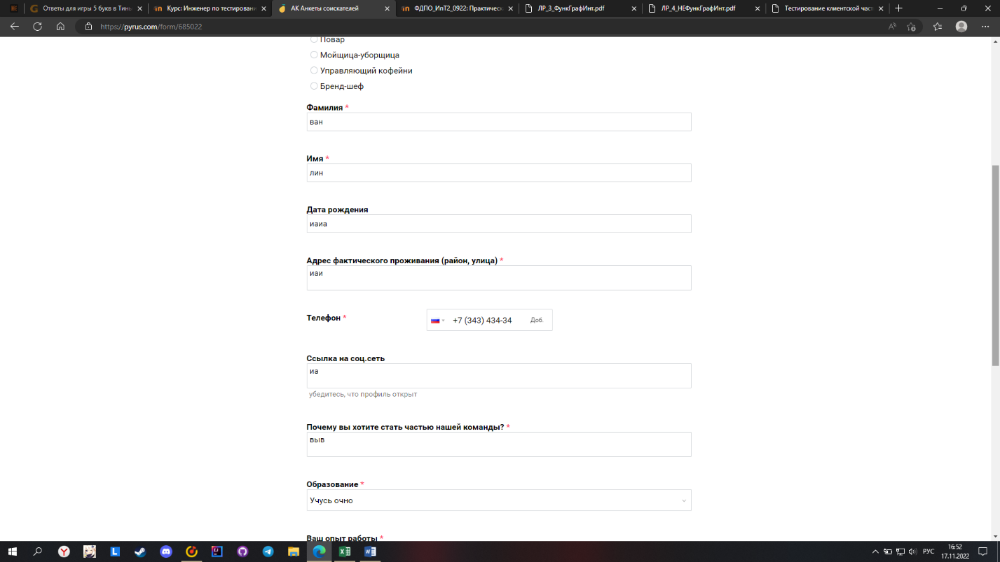 Ответы для игры 5 букв в Тинь
Курс: Инженер по тестировани
АК Анкеты соискателей
ФДПО_ИпТ2_0922: Практическ
ЛР_3_ФункГрафИнт.pdf
ЛР_4_НЕФункГрафИнт.pdf
Тестирование клиентской част
https://pyrus.com/form/685022
Повар
Мойщица-уборщица
Управляющий кофейни
Бренд-шеф
Фамилия *
ван
Имя *
лин
Дата рождения
иаиа
Адрес фактического проживания (район, улица) *
иаи
Телефон *
+7 (343) 434-34 Доб.
Ссылка на соц.сеть
иа
убедитесь, что профиль открыт
Почему вы хотите стать частью нашей команды? *
выв
Образование *
Учусь очно
Ваш опыт работы *
РУС
16:52
17.11.2022